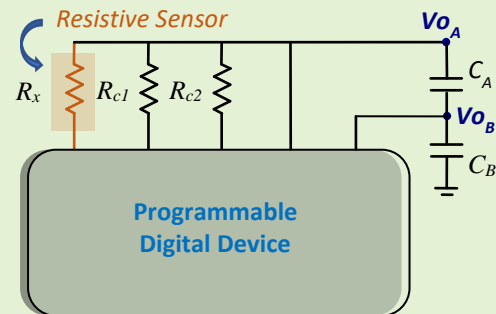 Resistive Sensor
Vo_A
R_x
R_c1
R_c2
C_A
Vo_B
C_B
Programmable
Digital Device